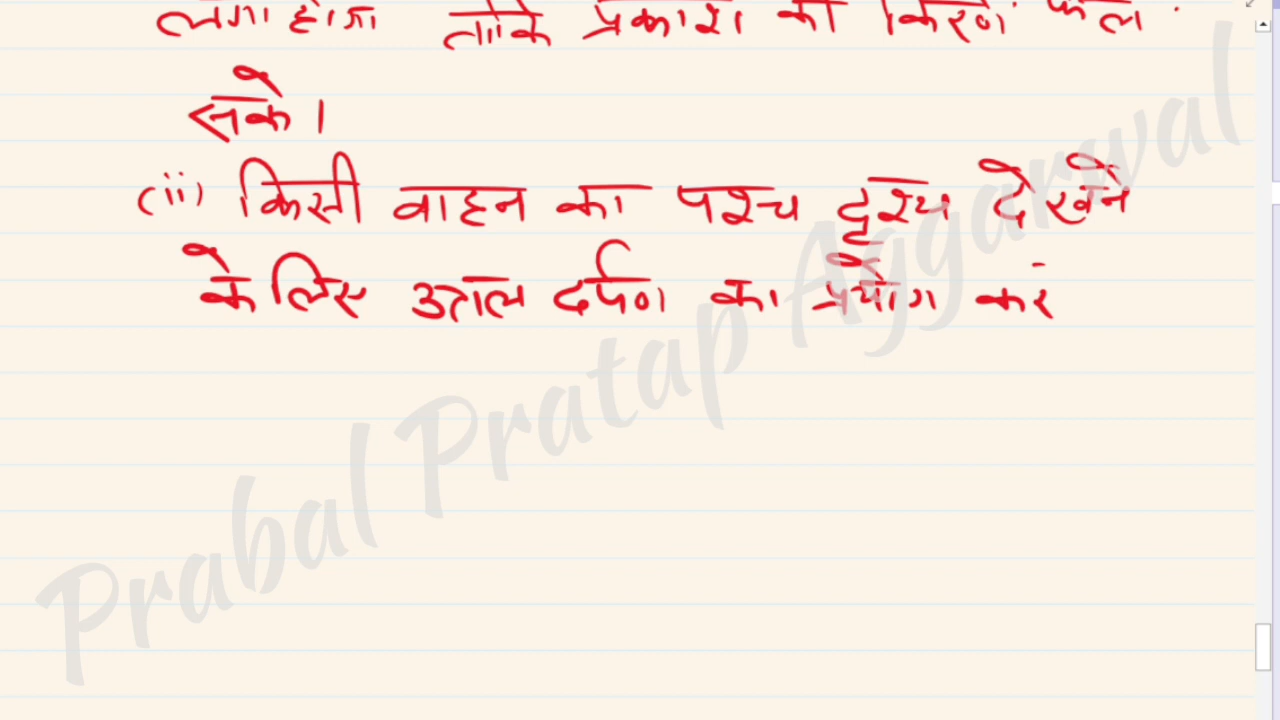 लगा होगा ताकि प्रकाश की किरण फैल
सके।
(ii) किसी वाहन का पश्च दृश्य देखने
के लिए उत्तल दर्पण का प्रयोग कर
Prabal Pratap Aggarwal